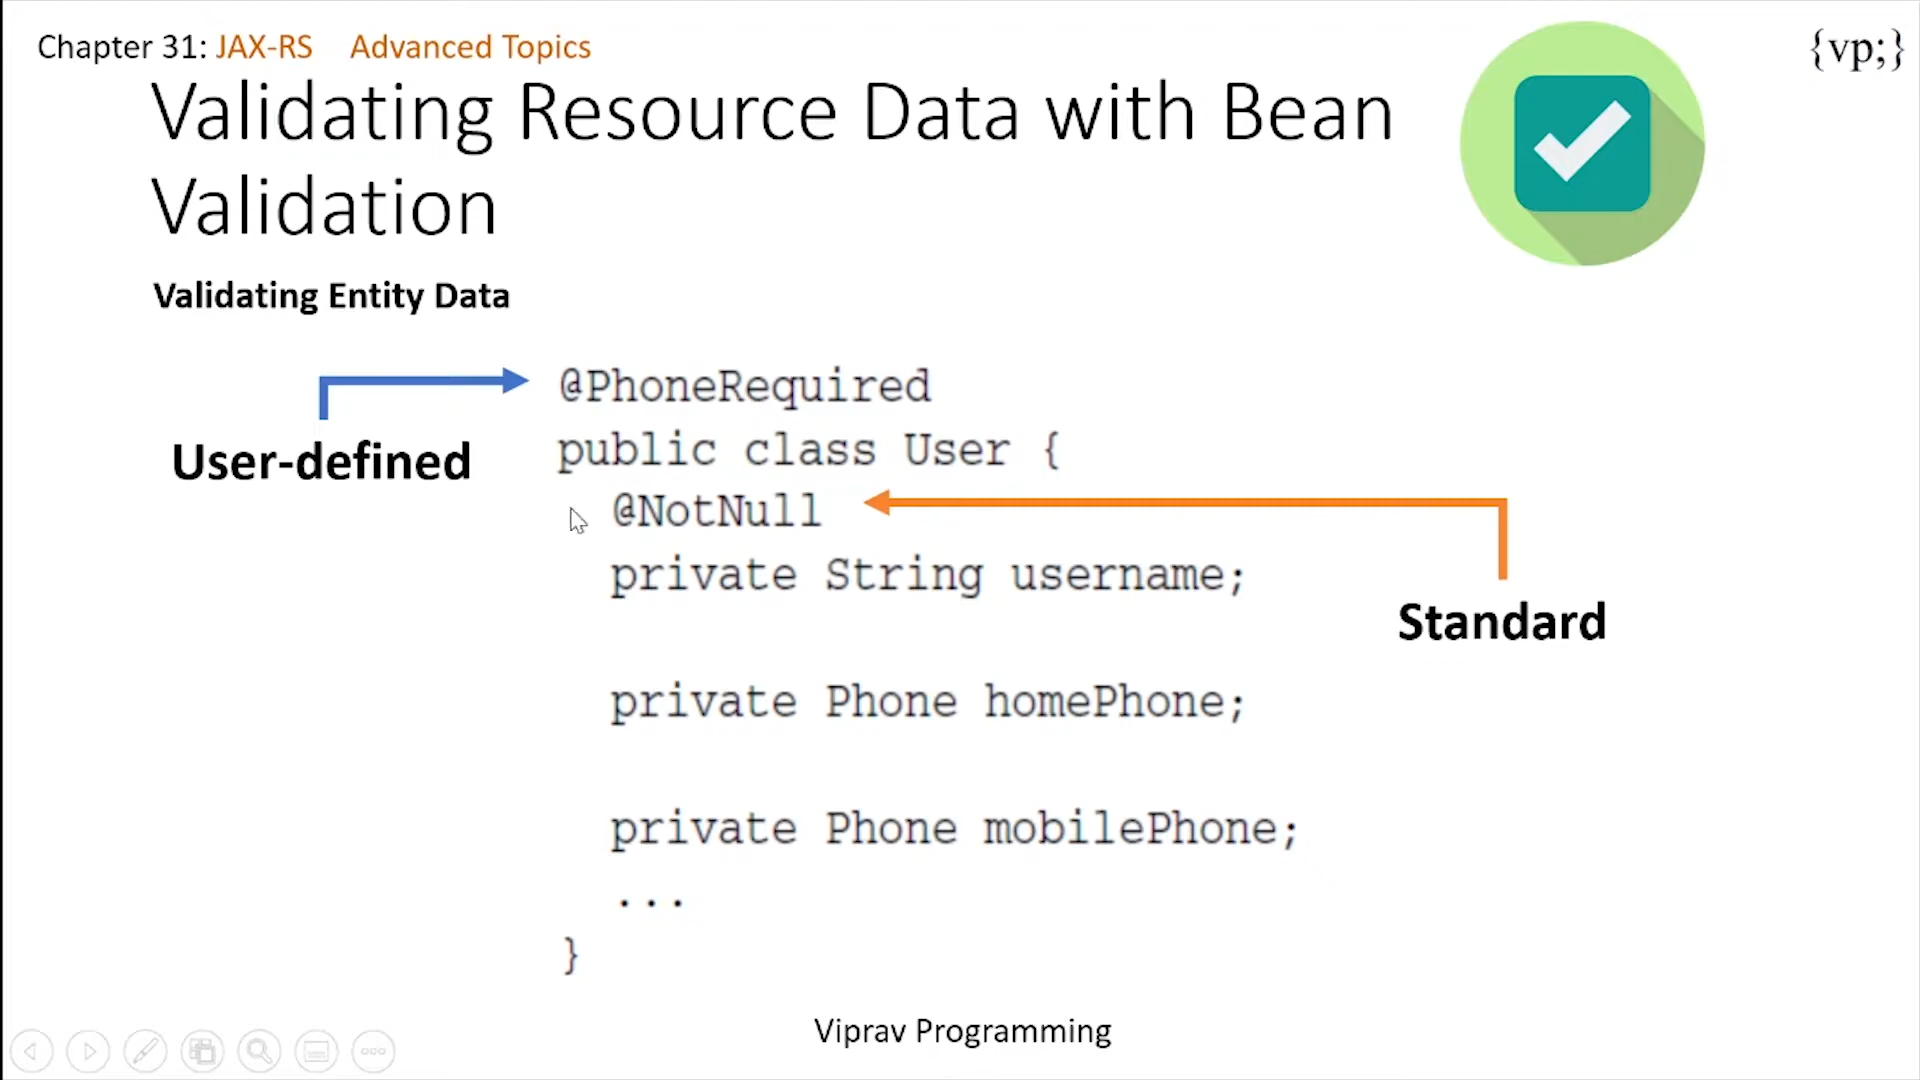 Chapter 31: JAX-RS Advanced Topics
{vp;}
Validating Resource Data with Bean
Validation
Validating Entity Data
@PhoneRequired
User-defined
public class User {
@NotNull
private String username;
Standard
private Phone homePhone;
private Phone mobilePhone;
...
}
Viprav Programming